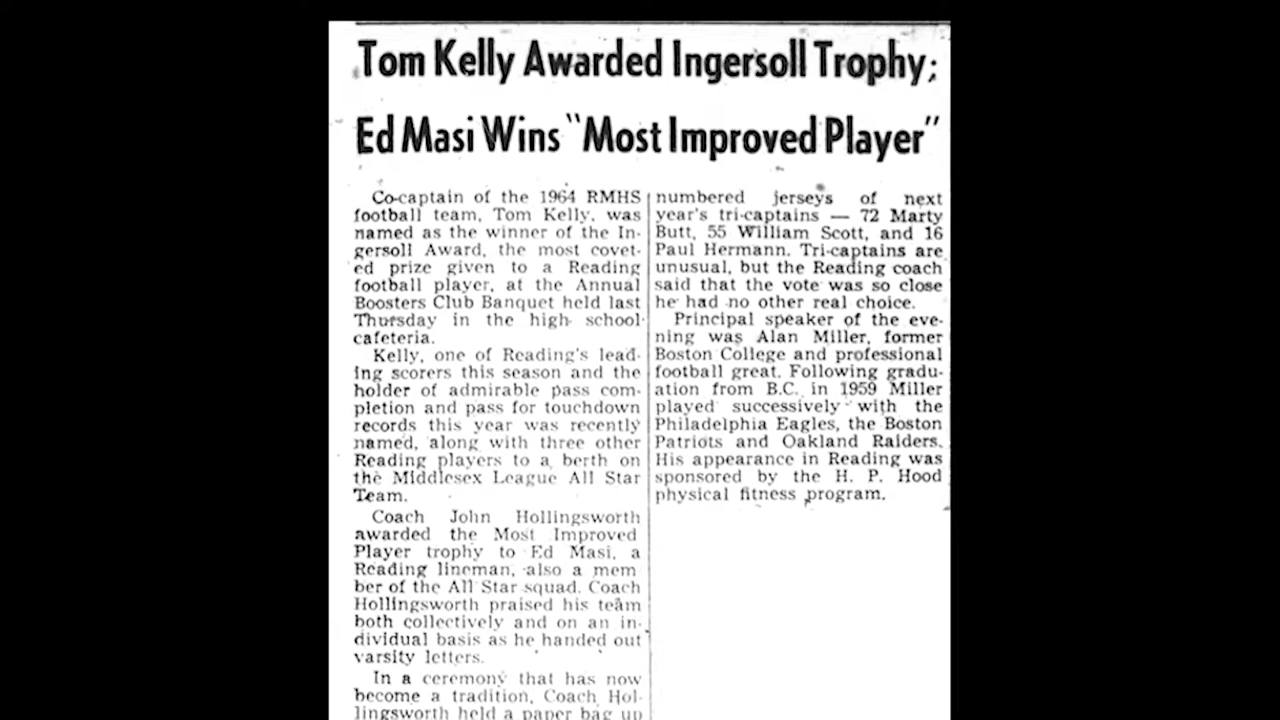 Tom Kelly Awarded Ingersoll Trophy;
Ed Masi Wins "Most Improved Player"
Co-captain of the 1964 RMHS
football team, Tom Kelly, was
named as the winner of the In-
gersoll Award, the most covet-
ed prize given to a Reading
football player, at the Annual
Boosters Club Banquet held last
Thursday in the high school
cafeteria.
Kelly, one of Reading's lead-
ing scorers this season and the
holder of admirable pass com-
pletion and pass for touchdown
records this year was recently
named, along with three other
Reading players to a berth on
the Middlesex League All Star
Team.
Coach John Hollingsworth
awarded the Most Improved
Player trophy to Ed Masi, a
Reading lineman, also a mem
ber of the All Star squad. Coach
Hollingsworth praised his team
both collectively and on an in-
dividual basis as he handed out
varsity letters.
In a ceremony that has now
become a tradition, Coach Hol-
lingsworth held a paper bag up
numbered jerseys of next
year's tri-captains — 72 Marty
Butt, 55 William Scott, and 16
Paul Hermann. Tri-captains are
unusual, but the Reading coach
said that the vote was so close
he had no other real choice.
Principal speaker of the eve-
ning was Alan Miller, former
Boston College and professional
football great. Following gradu-
ation from B.C. in 1959 Miller
played successively with the
Philadelphia Eagles, the Boston
Patriots and Oakland Raiders.
His appearance in Reading was
sponsored by the H. P. Hood
physical fitness program.